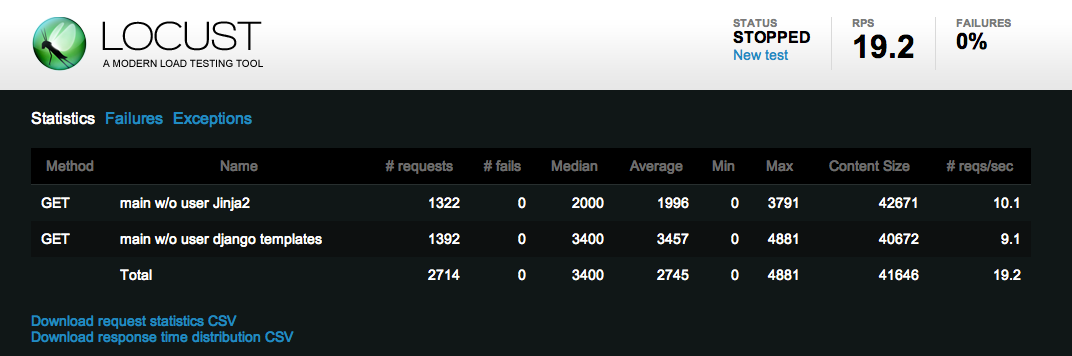 LOCUST
A MODERN LOAD TESTING TOOL
STATUS
STOPPED
New test
RPS
19.2
FAILURES
0%
Statistics Failures Exceptions
Method Name # requests # fails Median Average Min Max Content Size # reqs/sec
GET main w/o user Jinja2 1322 0 2000 1996 0 3791 42671 10.1
GET main w/o user django templates 1392 0 3400 3457 0 4881 40672 9.1
Total 2714 0 3400 2745 0 4881 41646 19.2
Download request statistics CSV
Download response time distribution CSV